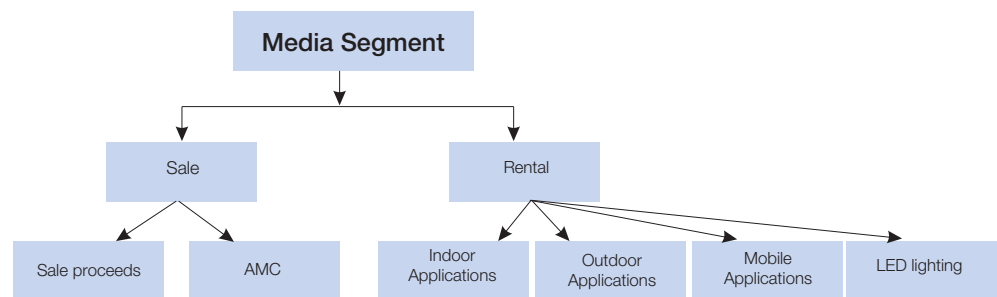 Media Segment
Sale
Rental
Sale proceeds
AMC
Indoor
Applications
Outdoor
Applications
Mobile
Applications
LED lighting